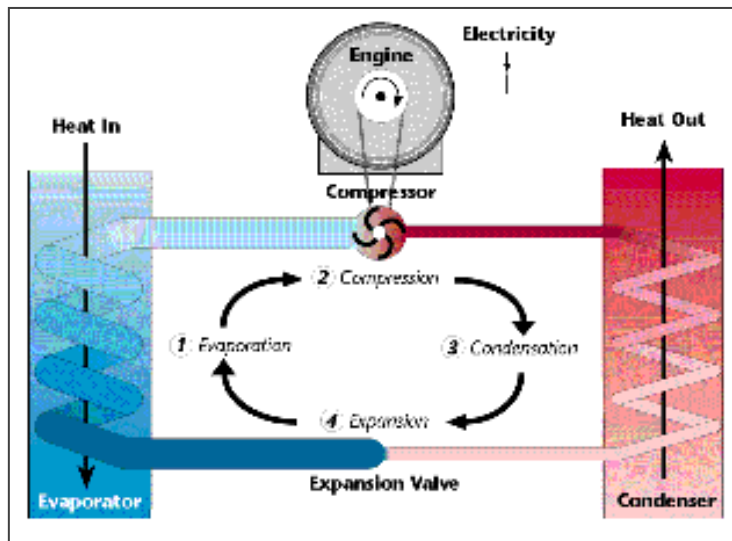 Electricity
Engine
Heat In
Heat Out
Compressor
2 Compression
1 Evaporation
3 Condensation
4 Expansion
Expansion Valve
Evaporator
Condenser